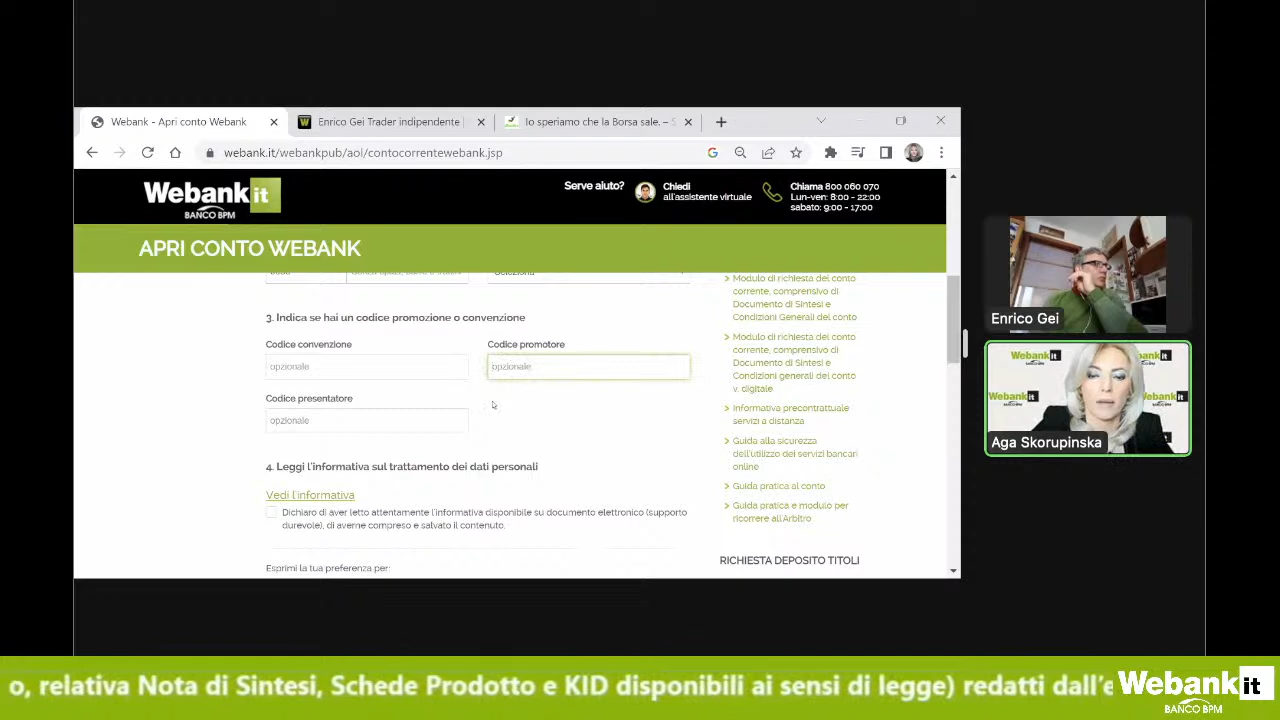 Webank - Apri conto Webank
Enrico Gei Trader indipendente |
Io speriamo che la Borsa sale. –
webank.it/webankpub/aol/contocorrentewebank.jsp
Webank it
BANCO BPM
Serve aiuto?
Chiedi
all'assistente virtuale
Chiama 800 060 070
Lun-ven: 8:00 - 22:00
sabato: 9:00 - 17:00
APRI CONTO WEBANK
3. Indica se hai un codice promozione o convenzione
Codice convenzione
Codice promotore
opzionale
opzionale
Codice presentatore
opzionale
4. Leggi l'informativa sul trattamento dei dati personali
Vedi l'informativa
Dichiaro di aver letto attentamente l'informativa disponibile su documento elettronico (supporto
durevole), di averne compreso e salvato il contenuto.
Esprimi la tua preferenza per:
Modulo di richiesta del conto
corrente, comprensivo di
Documento di Sintesi e
Condizioni Generali del conto
Modulo di richiesta del conto
corrente, comprensivo di
Documento di Sintesi e
Condizioni generali del conto
v. digitale
Informativa precontrattuale
servizi a distanza
Guida alla sicurezza
dell'utilizzo dei servizi bancari
online
Guida pratica al conto
Guida pratica e modulo per
ricorrere all'Arbitro
RICHIESTA DEPOSITO TITOLI
Enrico Gei
Webank it
Webank it
Aga Skorupinska
o, relativa Nota di Sintesi, Schede Prodotto e KID disponibili ai sensi di legge) redatti dall'e
Webank it
BANCO BPM